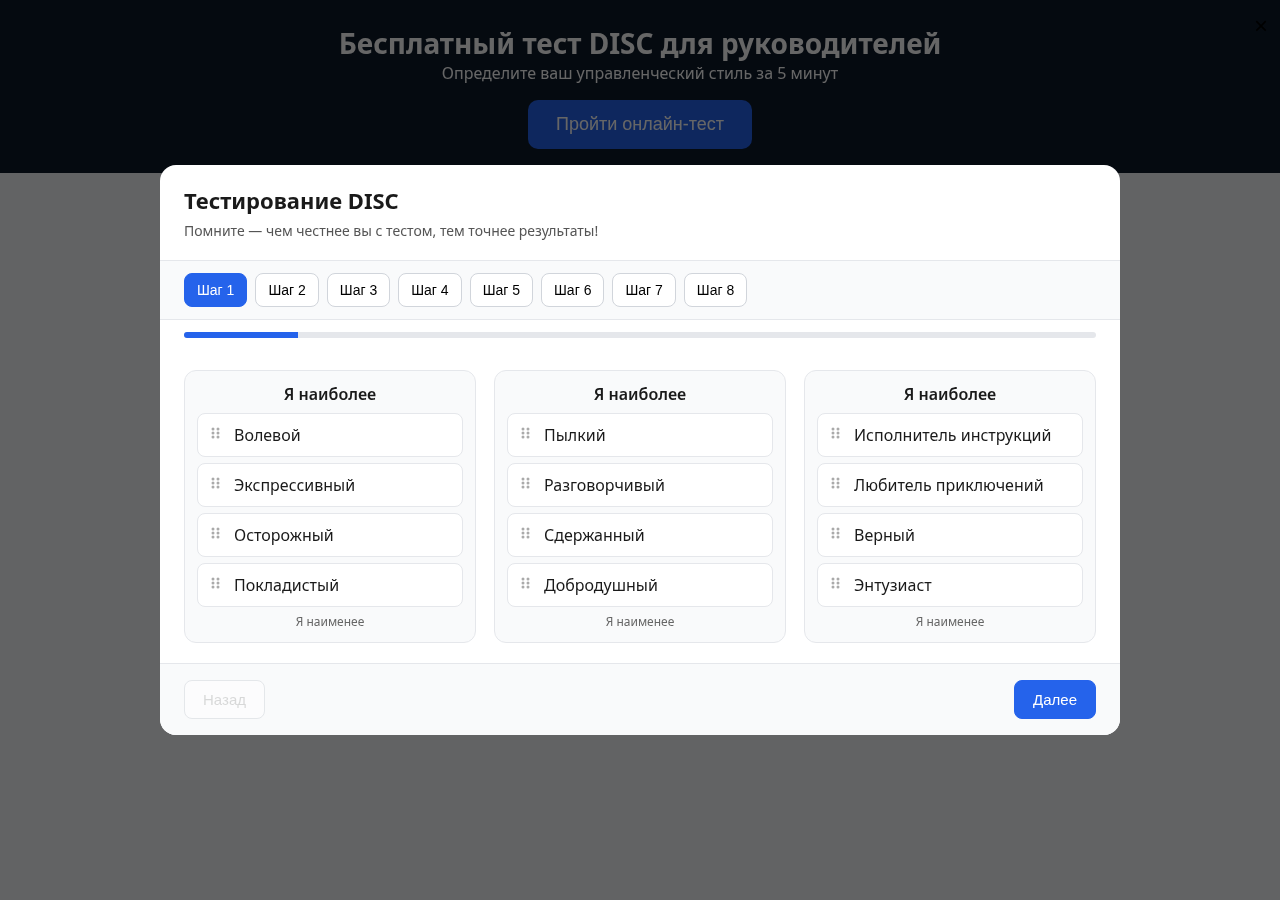 Бесплатный тест DISC для руководителей
Определите ваш управленческий стиль за 5 минут
Пройти онлайн-тест
×
Тестирование DISC
Помните — чем честнее вы с тестом, тем точнее результаты!
Шаг 1
Шаг 2
Шаг 3
Шаг 4
Шаг 5
Шаг 6
Шаг 7
Шаг 8
Я наиболее
Волевой
Экспрессивный
Осторожный
Покладистый
Я наименее
Я наиболее
Пылкий
Разговорчивый
Сдержанный
Добродушный
Я наименее
Я наиболее
Исполнитель инструкций
Любитель приключений
Верный
Энтузиаст
Я наименее
Назад
Далее